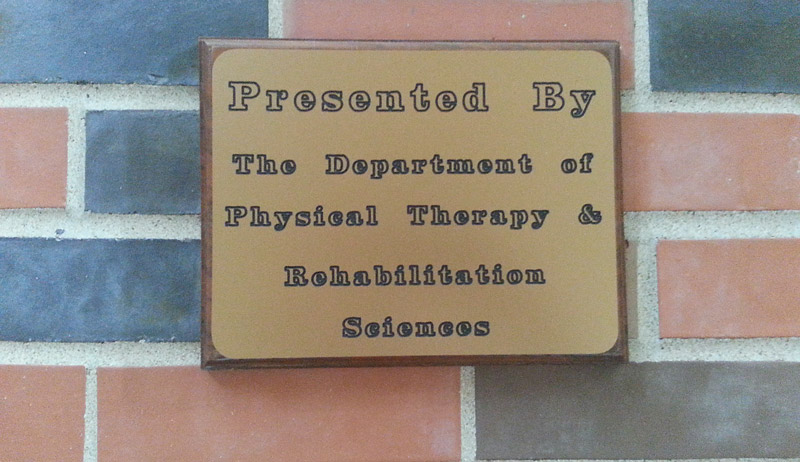 Presented By
The Department of
Physical Therapy &
Rehabilitation
Sciences